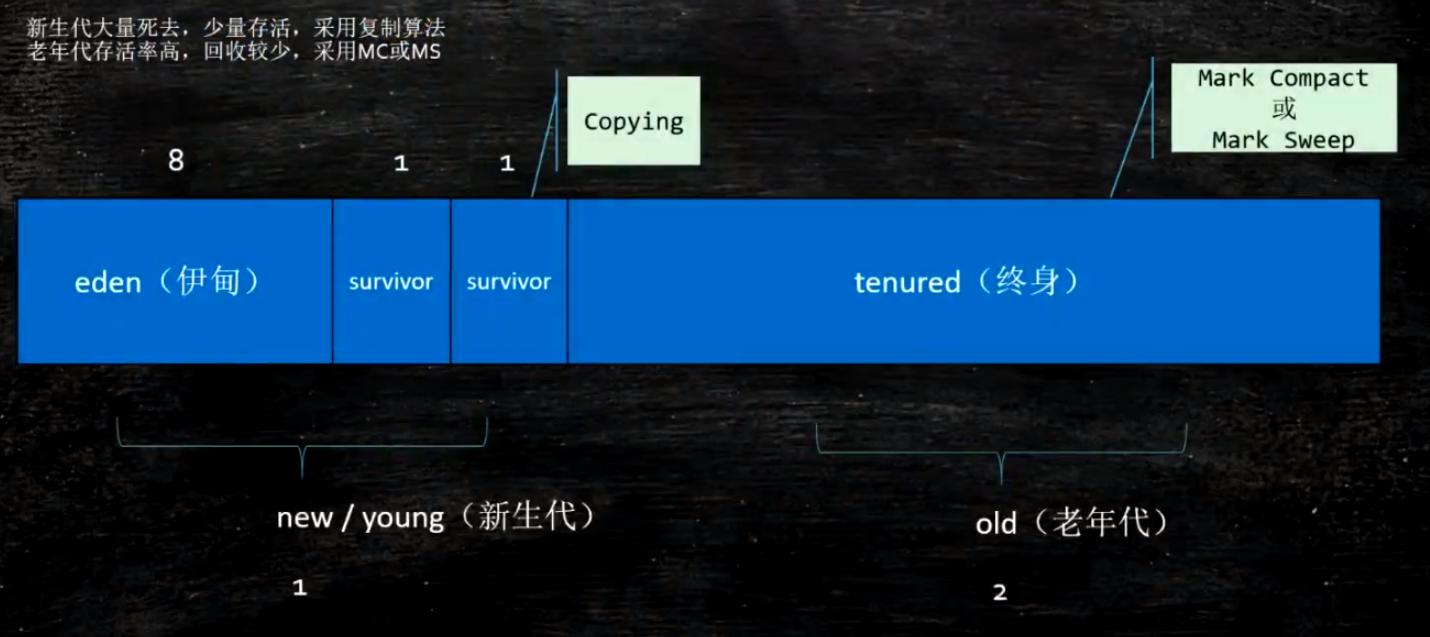 新生代大量死去，少量存活，采用复制算法
老年代存活率高，回收较少，采用MC或MS
Copying
Mark Compact
或
Mark Sweep
8
1
1
eden（伊甸）
survivor
survivor
tenured（终身）
new / young（新生代）
old（老年代）
1
2